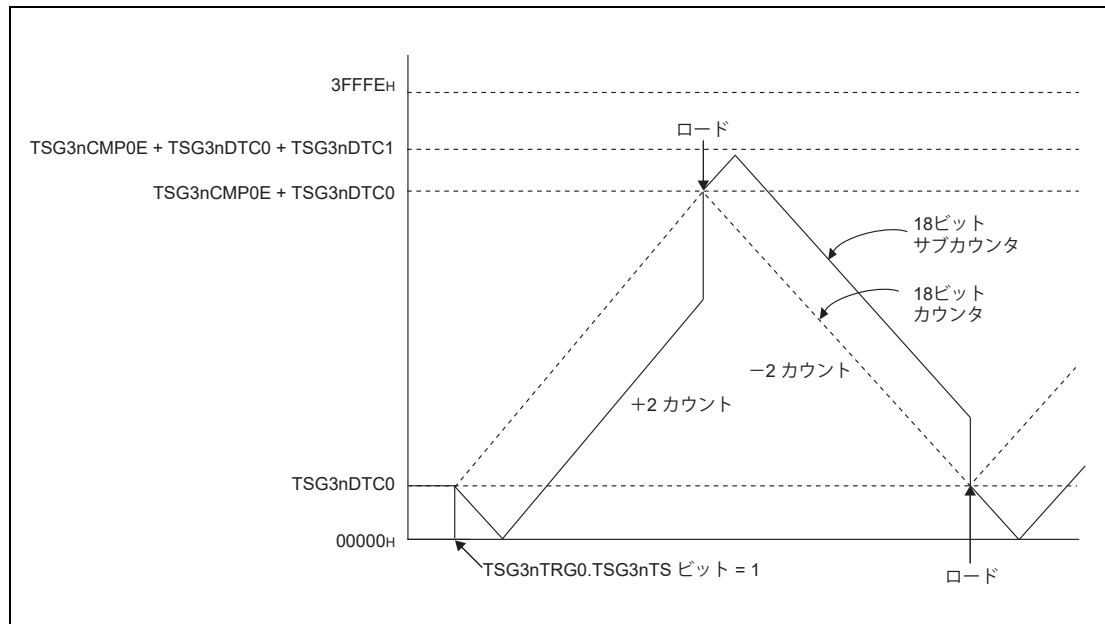 3FFFEH
ロード
TSG3nCMP0E + TSG3nDTC0 + TSG3nDTC1
TSG3nCMP0E + TSG3nDTC0
18ビット
サブカウンタ
18ビット
カウンタ
－2 カウント
＋2 カウント
TSG3nDTC0
00000H
TSG3nTRG0.TSG3nTS ビット = 1
ロード